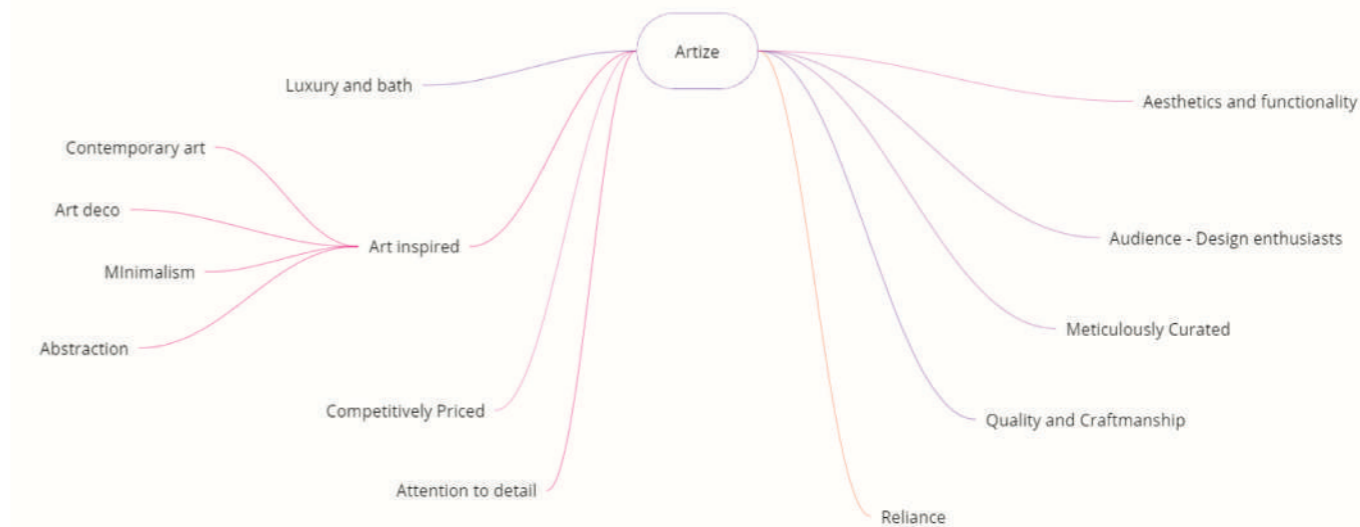 Artize
Luxury and bath
Contemporary art
Art deco
MInimalism
Abstraction
Art inspired
Competitively Priced
Attention to detail
Aesthetics and functionality
Audience - Design enthusiasts
Meticulously Curated
Quality and Craftmanship
Reliance